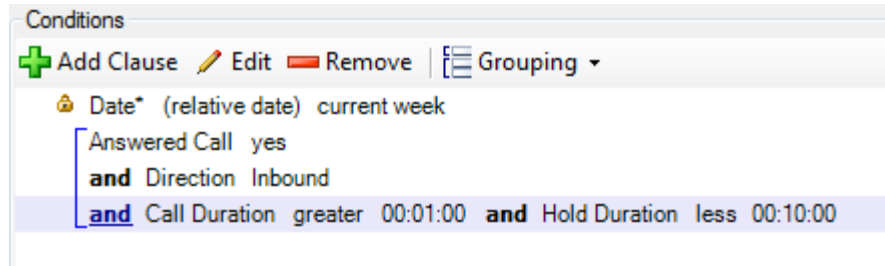 Conditions
Add Clause Edit Remove Grouping
Date* (relative date) current week
Answered Call yes
and Direction Inbound
and Call Duration greater 00:01:00 and Hold Duration less 00:10:00